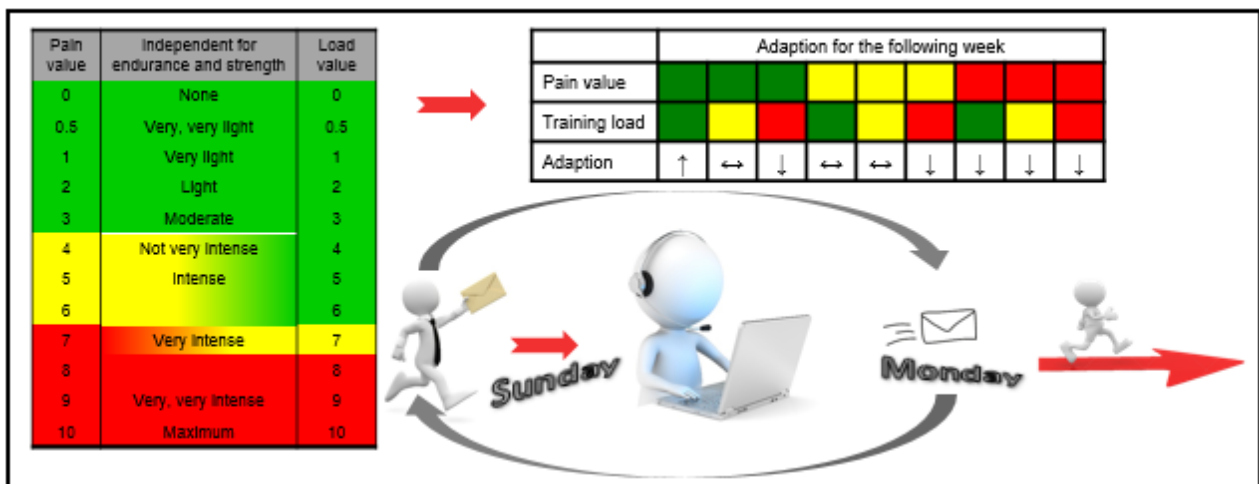 Pain value Independent for endurance and strength Load value
0 None 0
0.5 Very, very light 0.5
1 Very light 1
2 Light 2
3 Moderate 3
4 Not very intense 4
5 Intense 5
6 6
7 Very intense 7
8 8
9 Very, very intense 9
10 Maximum 10
Adaption for the following week
Pain value
Training load
Adaption ↑ ↔ ↓ ↔ ↔ ↓ ↓ ↓ ↓
Sunday
Monday